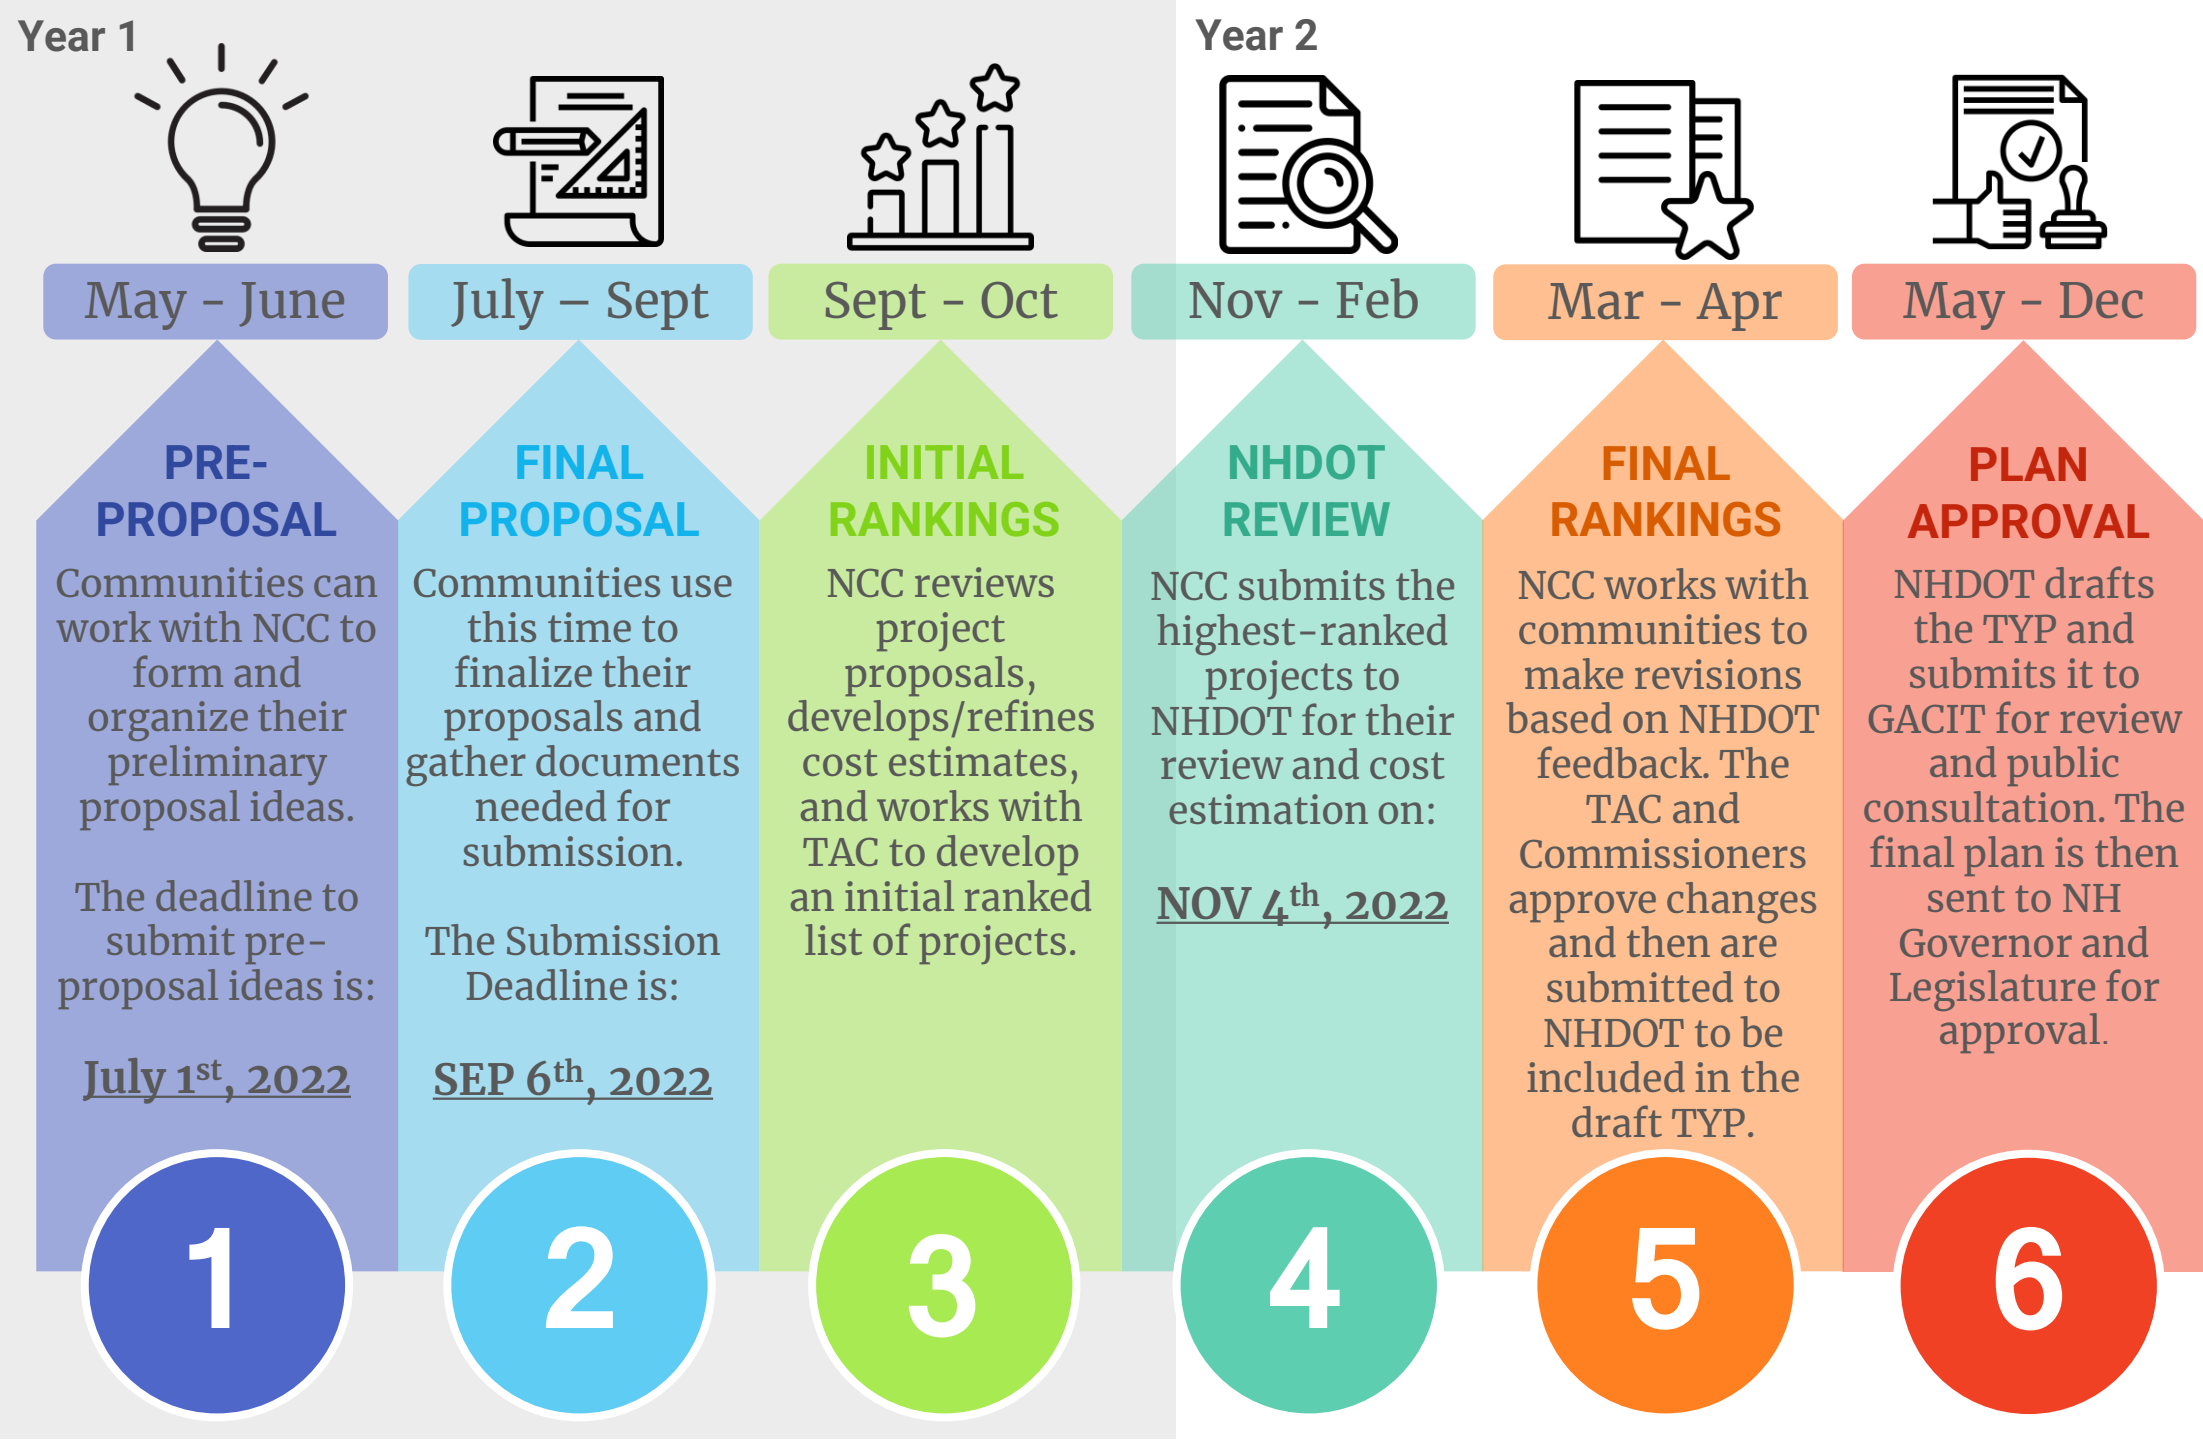 Year 1
Year 2
May - June
July – Sept
Sept - Oct
Nov - Feb
Mar - Apr
May - Dec
PRE-
PROPOSAL
Communities can
work with NCC to
form and
organize their
preliminary
proposal ideas.
The deadline to
submit pre-
proposal ideas is:
July 1st, 2022
1
FINAL
PROPOSAL
Communities use
this time to
finalize their
proposals and
gather documents
needed for
submission.
The Submission
Deadline is:
SEP 6th, 2022
2
INITIAL
RANKINGS
NCC reviews
project
proposals,
develops/refines
cost estimates,
and works with
TAC to develop
an initial ranked
list of projects.
3
NHDOT
REVIEW
NCC submits the
highest-ranked
projects to
NHDOT for their
review and cost
estimation on:
NOV 4th, 2022
4
FINAL
RANKINGS
NCC works with
communities to
make revisions
based on NHDOT
feedback. The
TAC and
Commissioners
approve changes
and then are
submitted to
NHDOT to be
included in the
draft TYP.
5
PLAN
APPROVAL
NHDOT drafts
the TYP and
submits it to
GACIT for review
and public
consultation. The
final plan is then
sent to NH
Governor and
Legislature for
approval.
6